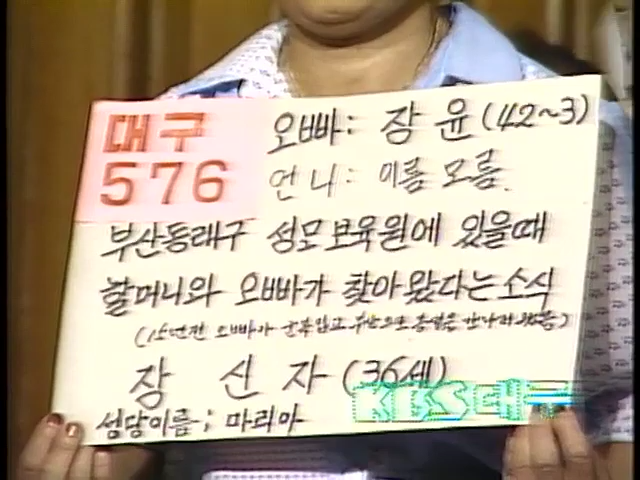 대구 576
오빠: 장 윤 (42~3)
언니: 이름 모름.
부산동래구 성모보육원에 있을때
할머니와 오빠가 찾아왔다는소식
오빠가
장 신 자 (36세)
성당이름; 마리아
KBS대구